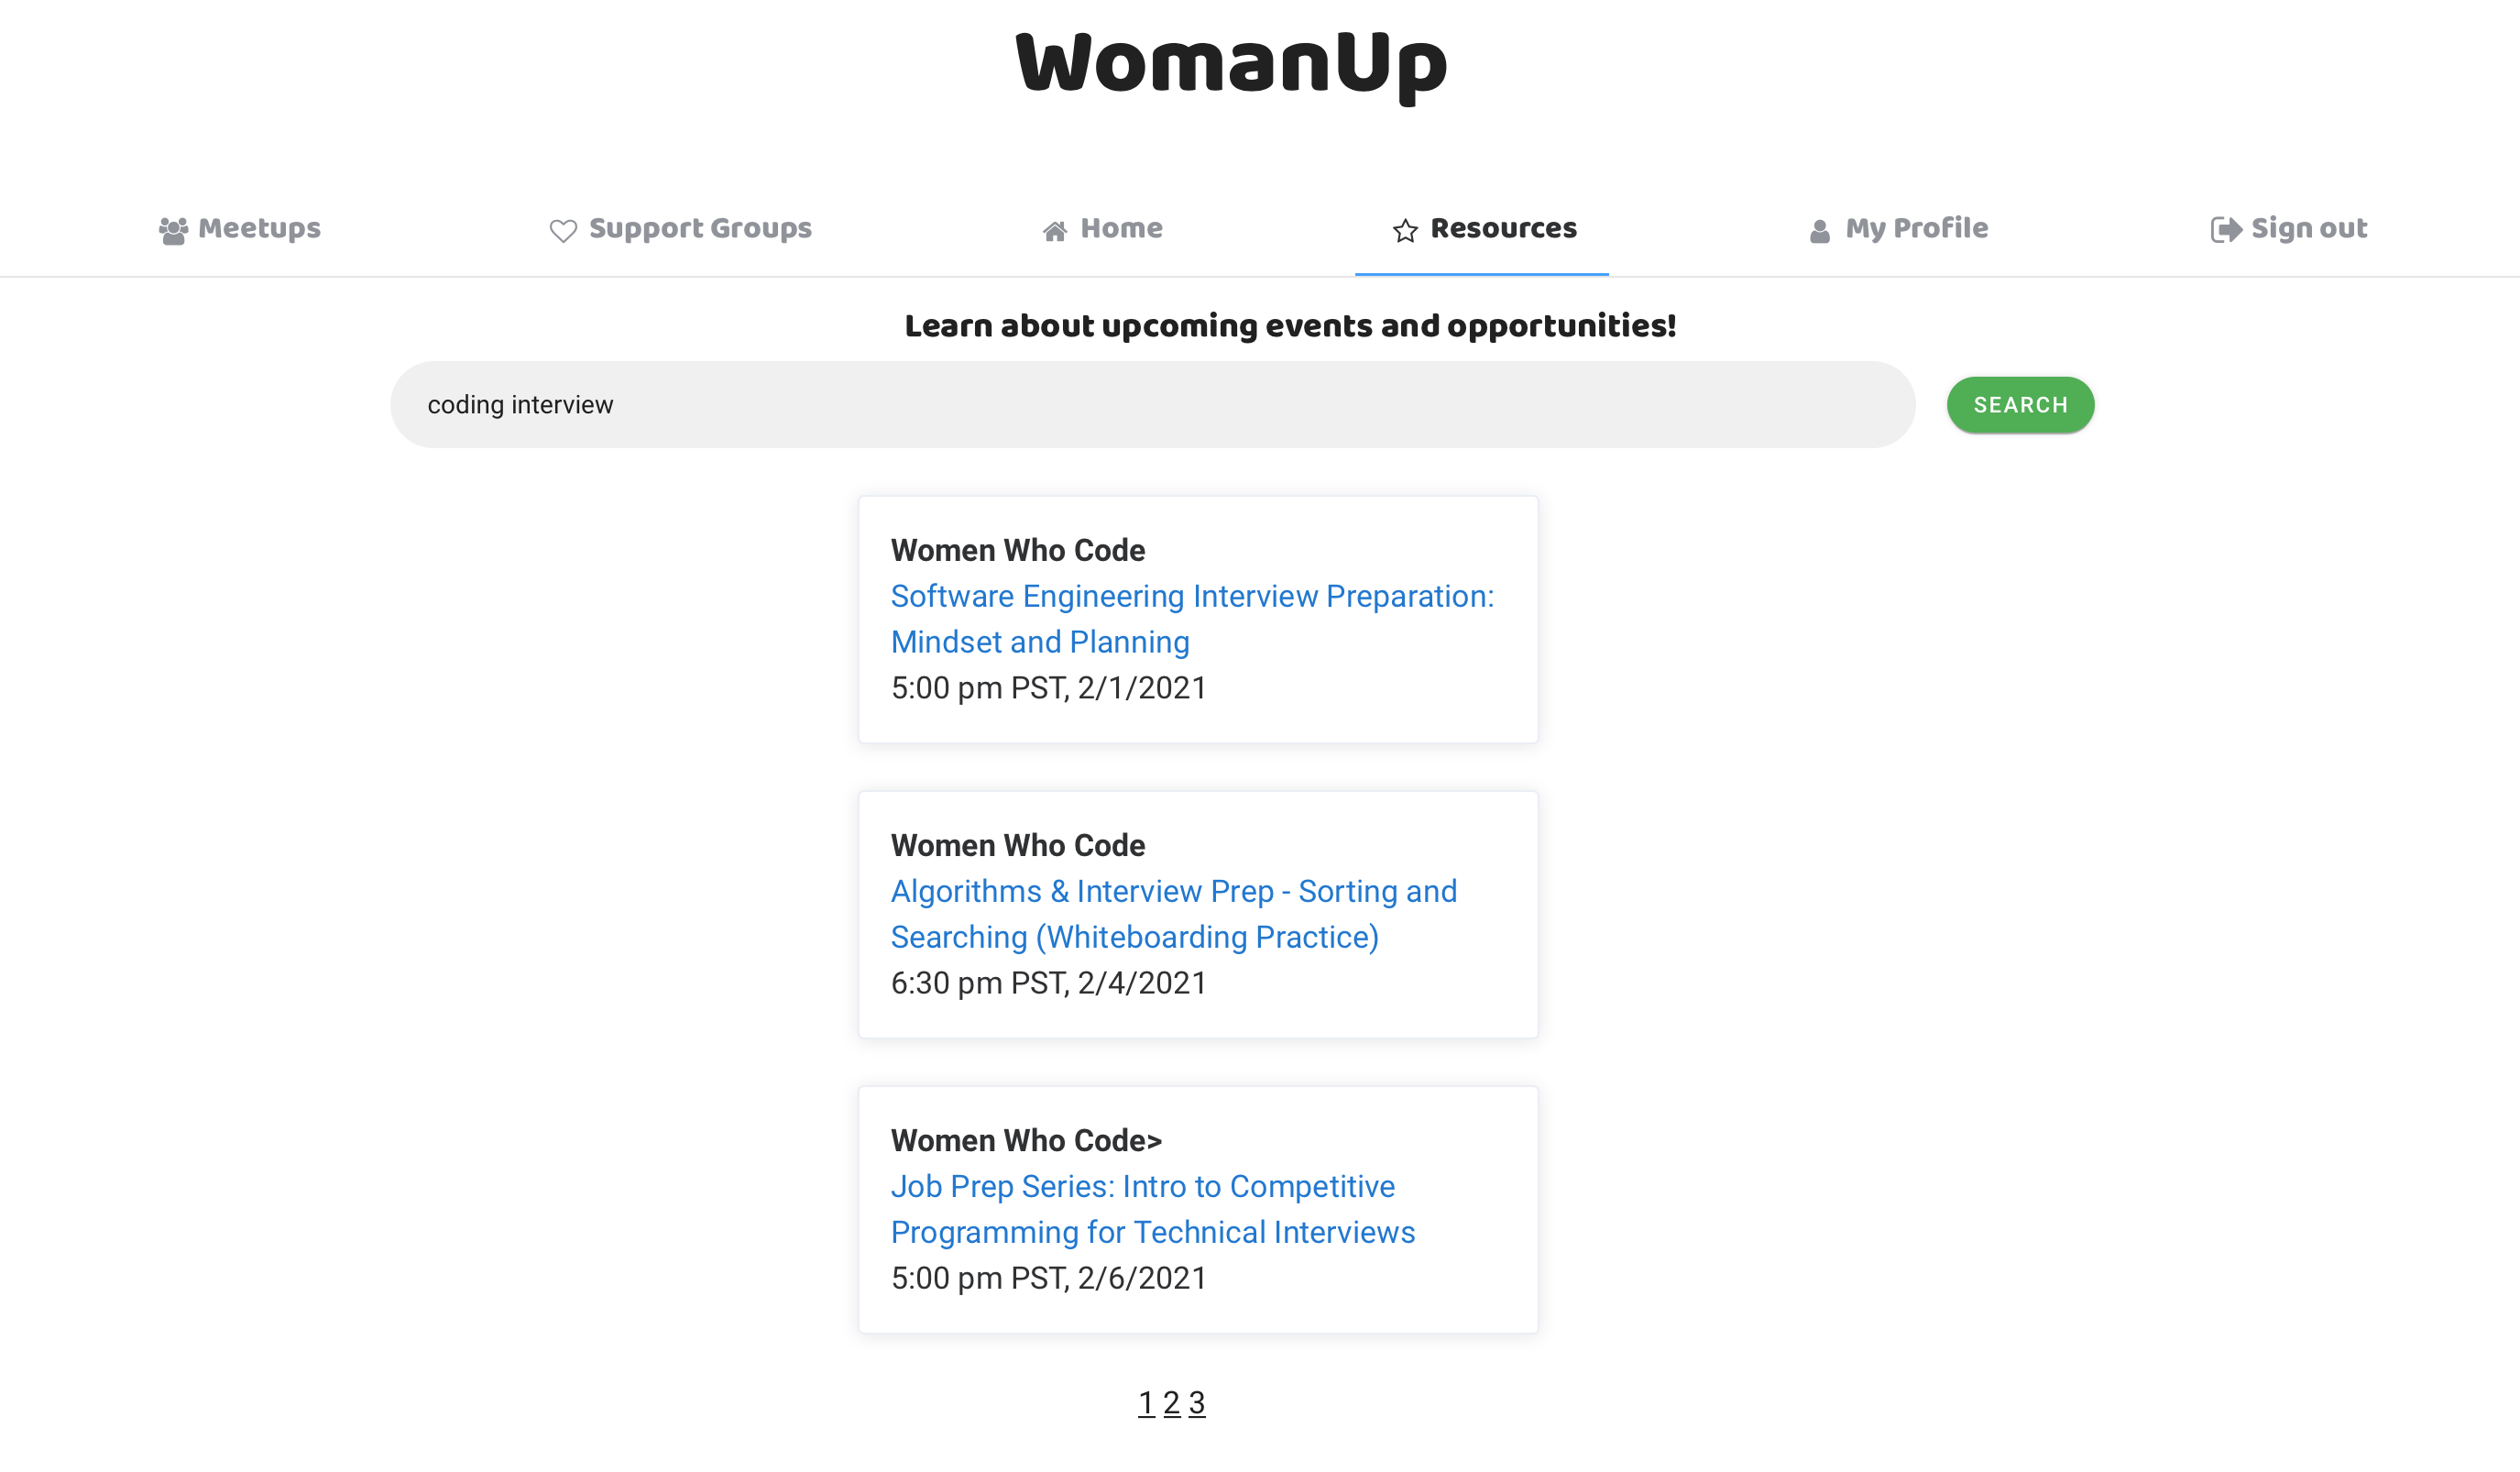 WomanUp
Meetups
Support Groups
Home
Resources
My Profile
Sign out
Learn about upcoming events and opportunities!
coding interview
SEARCH
Women Who Code
Software Engineering Interview Preparation:
Mindset and Planning
5:00 pm PST, 2/1/2021
Women Who Code
Algorithms & Interview Prep - Sorting and
Searching (Whiteboarding Practice)
6:30 pm PST, 2/4/2021
Women Who Code>
Job Prep Series: Intro to Competitive
Programming for Technical Interviews
5:00 pm PST, 2/6/2021
1 2 3